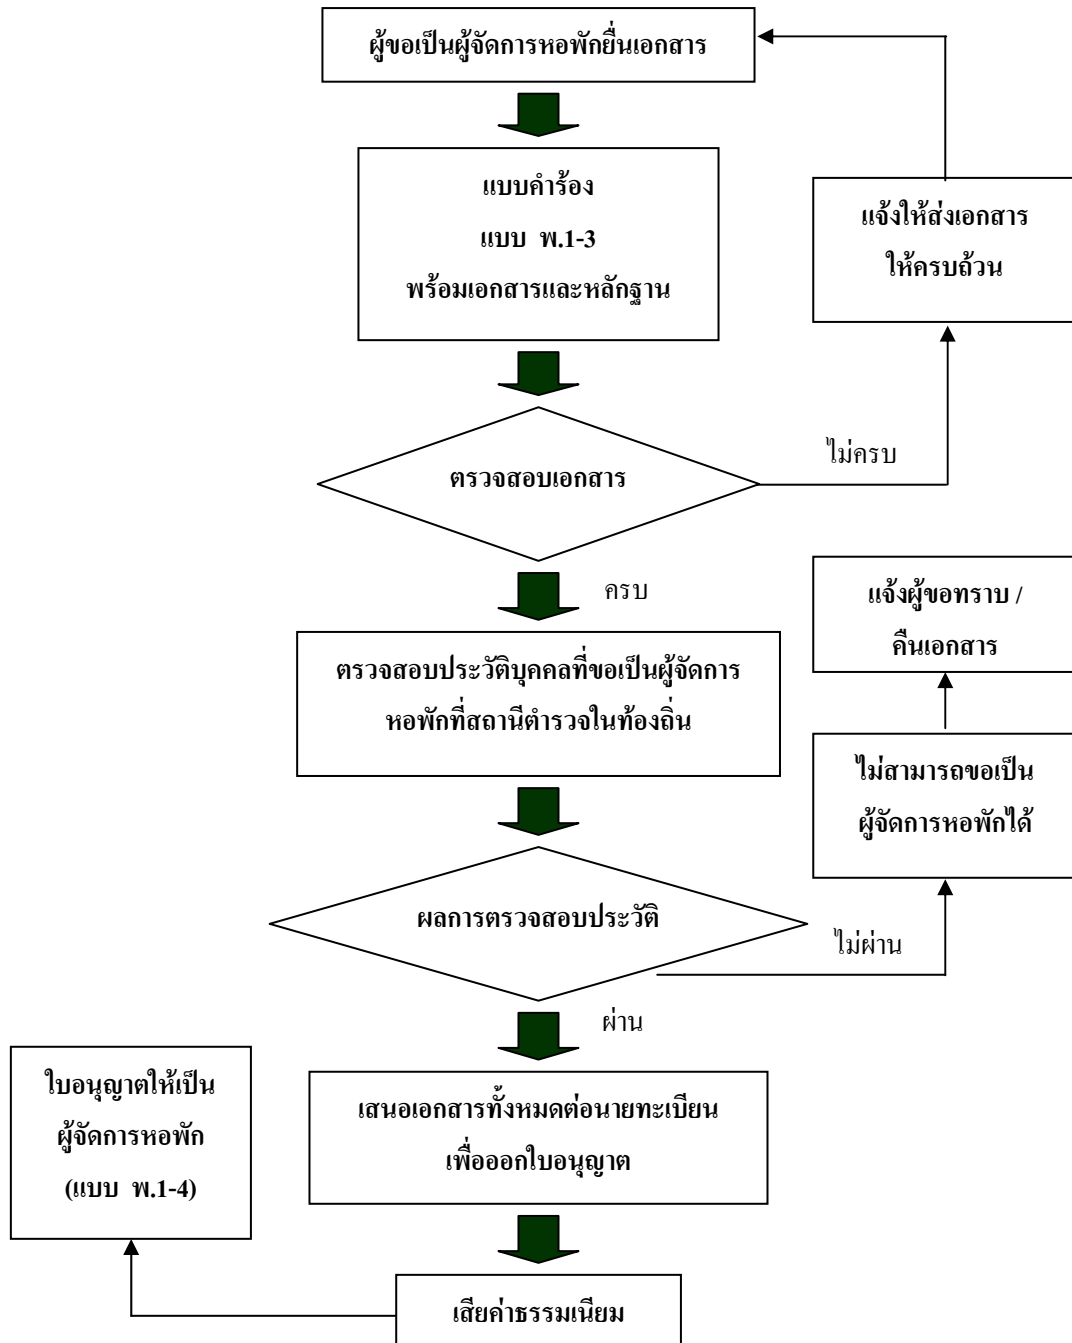 ผู้ขอเป็นผู้จัดการหอพักยื่นเอกสาร
แบบคำร้อง
แบบ พ.1-3
พร้อมเอกสารและหลักฐาน
แจ้งให้ส่งเอกสาร
ให้ครบถ้วน
ไม่ครบ
ตรวจสอบเอกสาร
ครบ
แจ้งผู้ขอทราบ /
คืนเอกสาร
ตรวจสอบประวัติบุคคลที่ขอเป็นผู้จัดการ
หอพักที่สถานีตำรวจในท้องถิ่น
ไม่สามารถขอเป็น
ผู้จัดการหอพักได้
ผลการตรวจสอบประวัติ
ไม่ผ่าน
ผ่าน
ใบอนุญาตให้เป็น
ผู้จัดการหอพัก
(แบบ พ.1-4)
เสนอเอกสารทั้งหมดต่อนายทะเบียน
เพื่อออกใบอนุญาต
เสียค่าธรรมเนียม